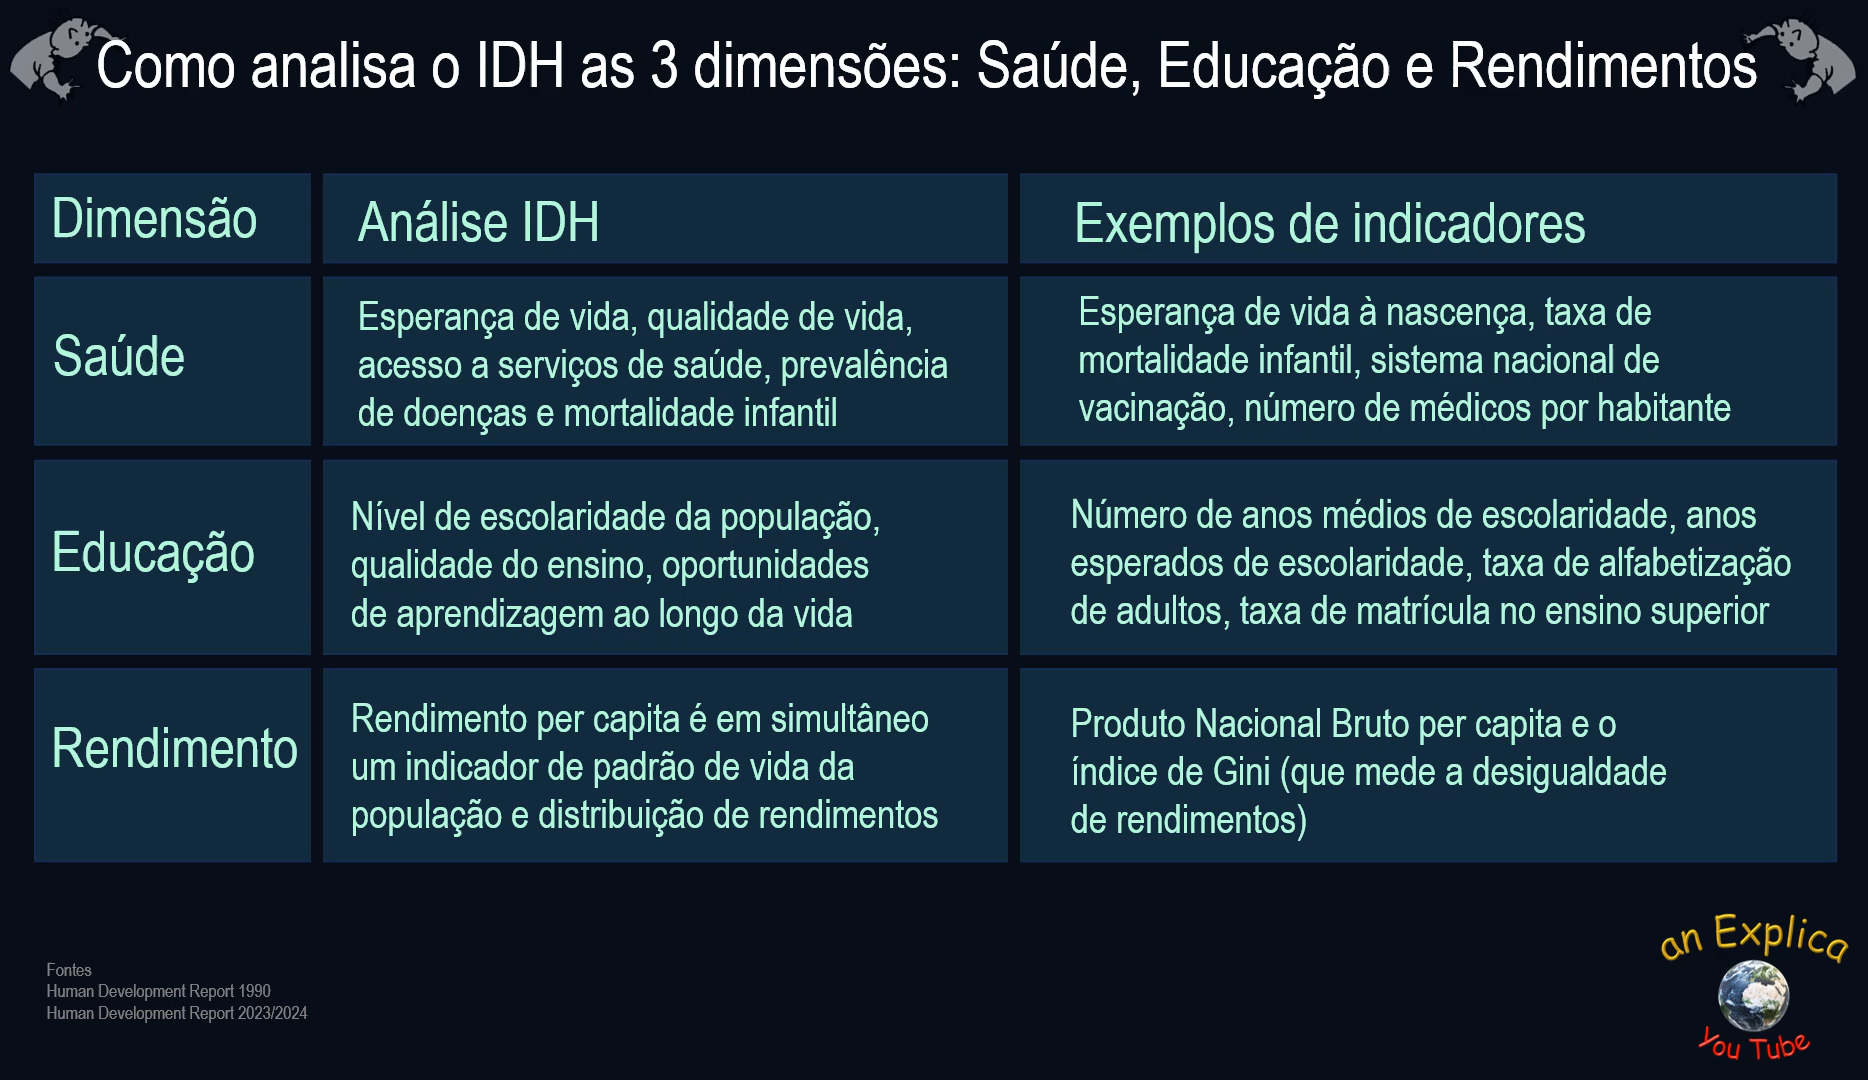 Como analisa o IDH as 3 dimensões: Saúde, Educação e Rendimentos
Dimensão
Análise IDH
Exemplos de indicadores
Saúde
Esperança de vida, qualidade de vida,
acesso a serviços de saúde, prevalência
de doenças e mortalidade infantil
Esperança de vida à nascença, taxa de
mortalidade infantil, sistema nacional de
vacinação, número de médicos por habitante
Educação
Nível de escolaridade da população,
qualidade do ensino, oportunidades
de aprendizagem ao longo da vida
Número de anos médios de escolaridade, anos
esperados de escolaridade, taxa de alfabetização
de adultos, taxa de matrícula no ensino superior
Rendimento
Rendimento per capita é em simultâneo
um indicador de padrão de vida da
população e distribuição de rendimentos
Produto Nacional Bruto per capita e o
índice de Gini (que mede a desigualdade
de rendimentos)
Fontes
Human Development Report 1990
Human Development Report 2023/2024
an Explica
You Tube